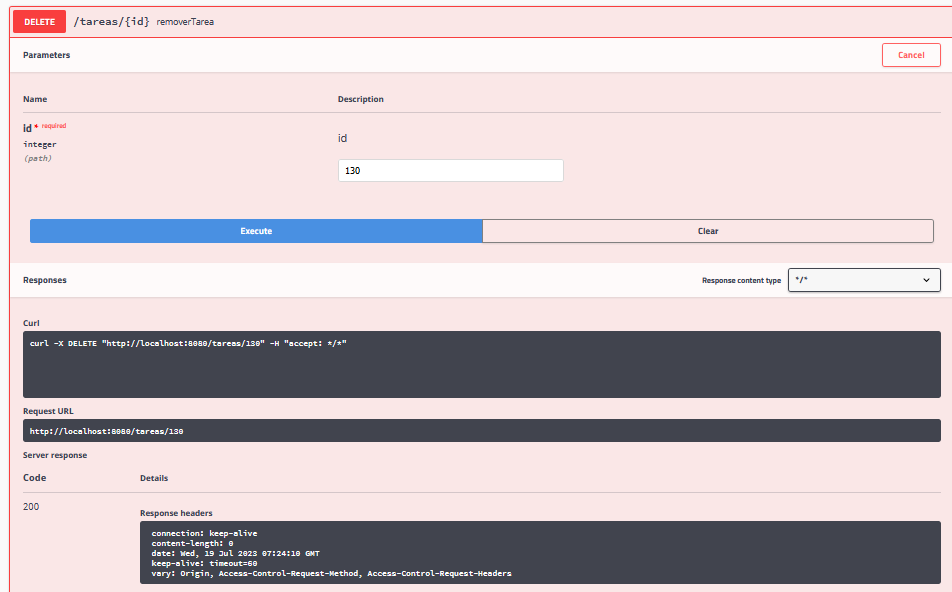 DELETE /tareas/{id} removerTarea
Parameters
Cancel
Name Description
id * required
integer
(path)
id
130
Execute
Clear
Responses
Response content type */*
Curl
curl -X DELETE "http://localhost:8080/tareas/130" -H "accept: */*"
Request URL
http://localhost:8080/tareas/130
Server response
Code Details
200
Response headers
connection: keep-alive
content-length: 0
date: Wed, 19 Jul 2023 07:24:10 GMT
keep-alive: timeout=60
vary: Origin, Access-Control-Request-Method, Access-Control-Request-Headers